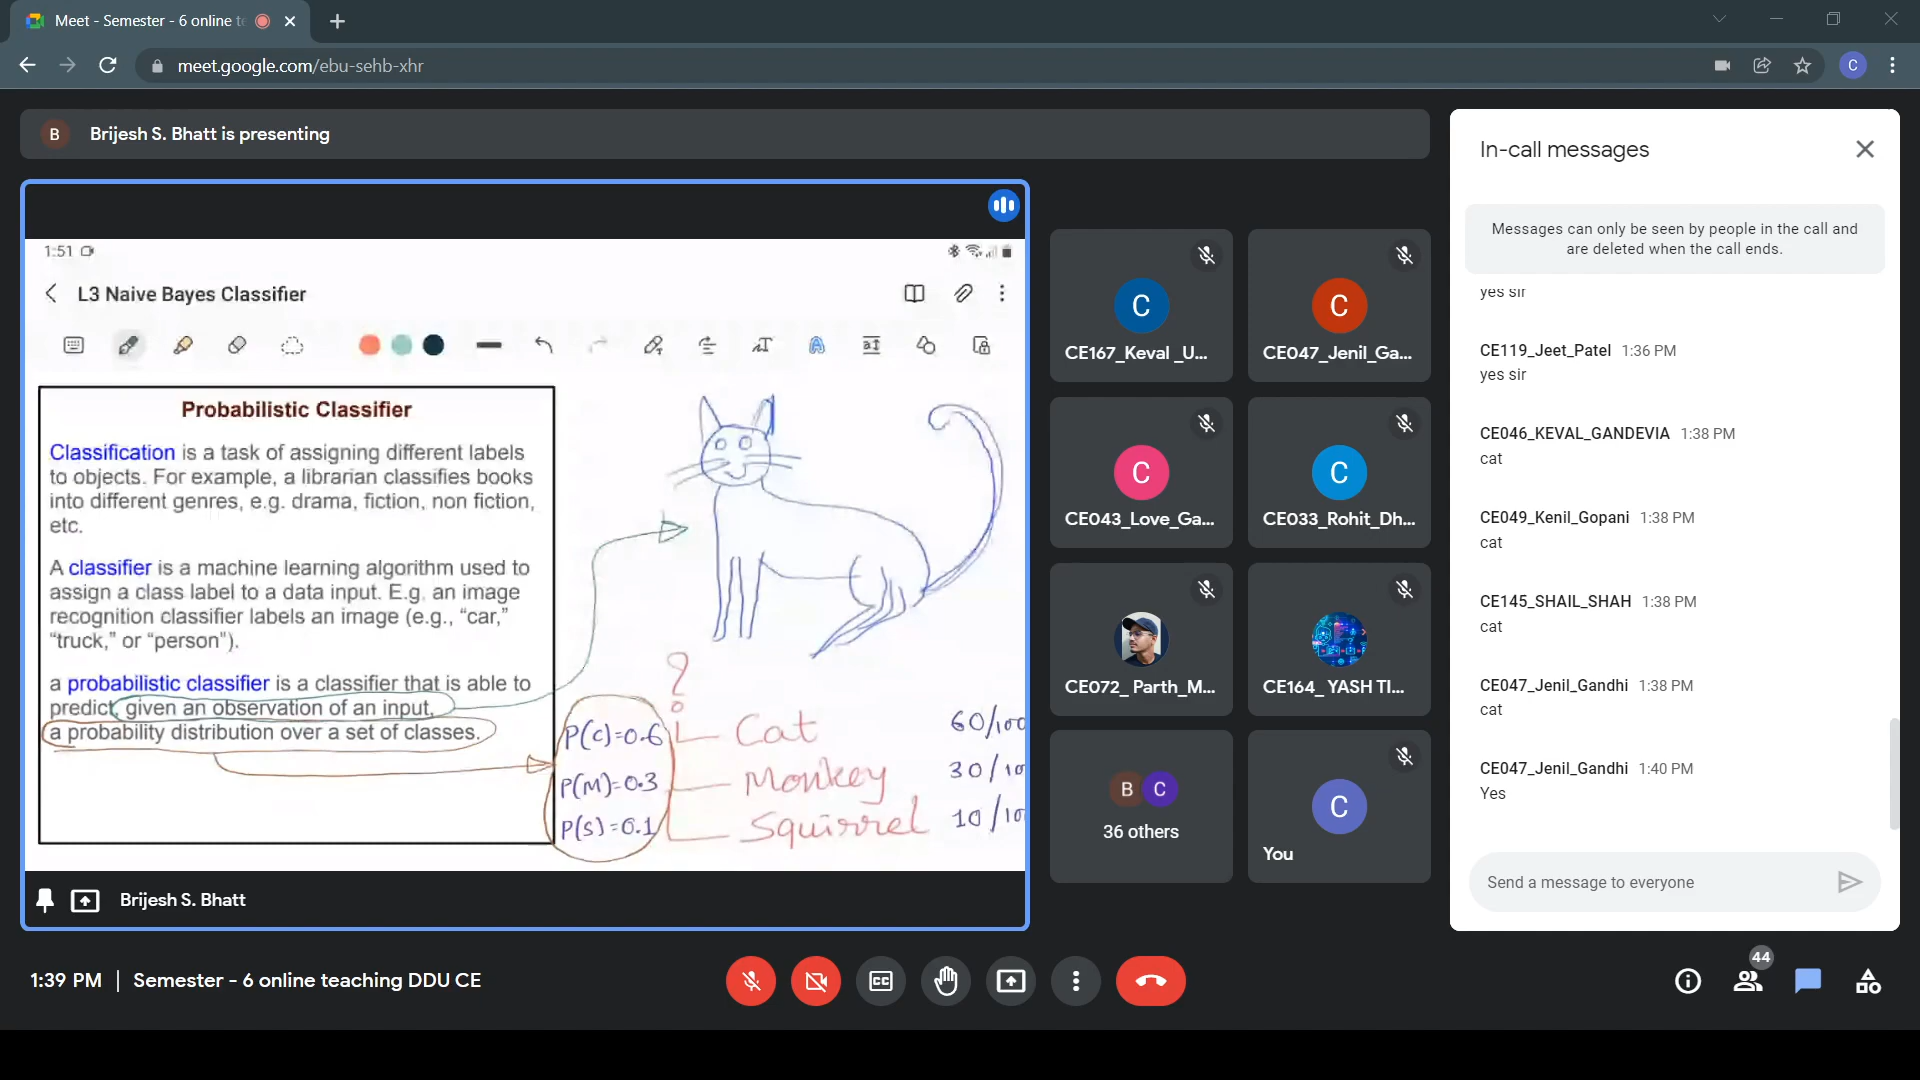 Meet - Semester - 6 online te
meet.google.com/ebu-sehb-xhr
C
B
Brijesh S. Bhatt is presenting
1:51
L3 Naive Bayes Classifier
Probabilistic Classifier
Classification is a task of assigning different labels
to objects. For example, a librarian classifies books
into different genres, e.g. drama, fiction, non fiction,
etc.
A classifier is a machine learning algorithm used to
assign a class label to a data input. E.g. an image
recognition classifier labels an image (e.g., “car,”
“truck,” or “person”).
a probabilistic classifier is a classifier that is able to
predict, given an observation of an input,
a probability distribution over a set of classes.
?
P(C)=0.6 Cat 60/100
P(M)=0.3 Monkey 30/10
P(S)=0.1 Squirrel 10/10
Brijesh S. Bhatt
C
CE167_Keval _U...
C
CE047_Jenil_Ga...
C
CE043_Love_Ga...
C
CE033_Rohit_Dh...
CE072_ Parth_M...
CE164_ YASH TI...
B C
36 others
C
You
In-call messages
Messages can only be seen by people in the call and
are deleted when the call ends.
yes sir
CE119_Jeet_Patel 1:36 PM
yes sir
CE046_KEVAL_GANDEVIA 1:38 PM
cat
CE049_Kenil_Gopani 1:38 PM
cat
CE145_SHAIL_SHAH 1:38 PM
cat
CE047_Jenil_Gandhi 1:38 PM
cat
CE047_Jenil_Gandhi 1:40 PM
Yes
Send a message to everyone
1:39 PM | Semester - 6 online teaching DDU CE
CC
44